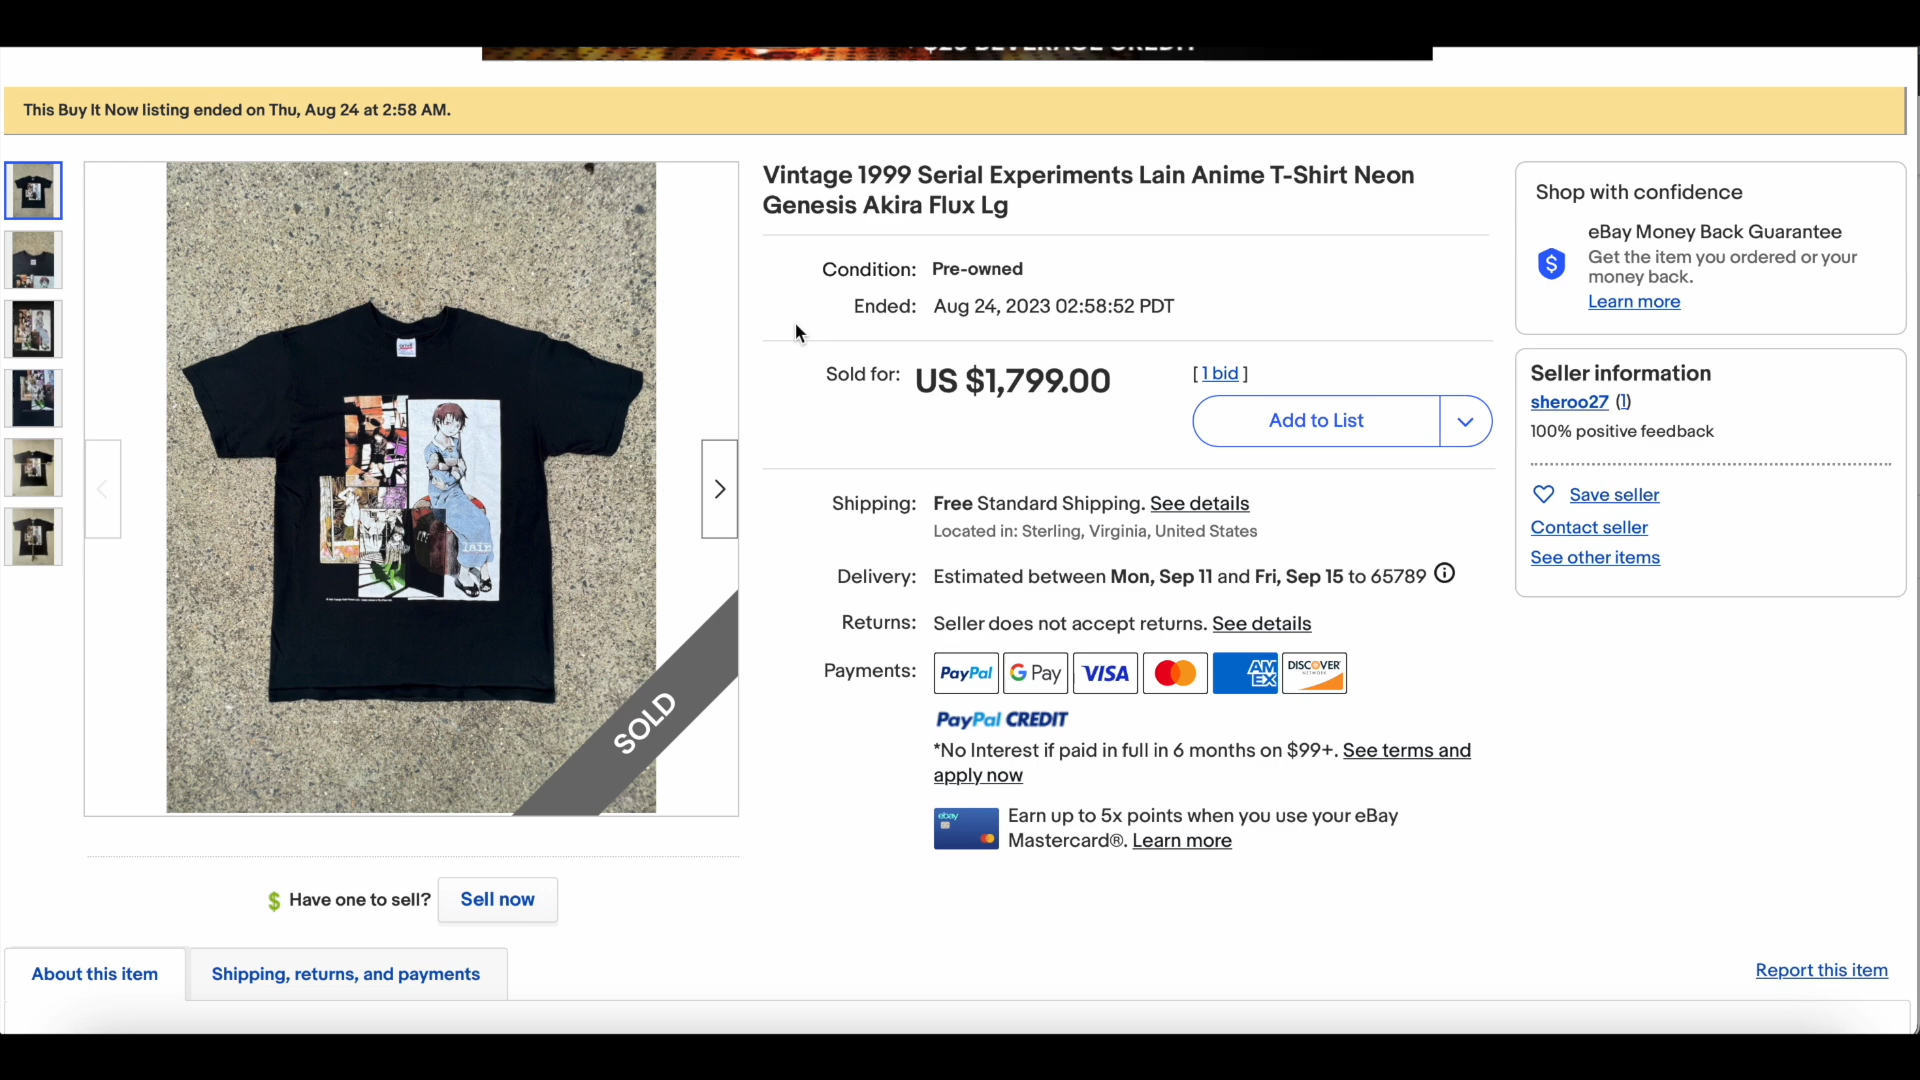 This Buy It Now listing ended on Thu, Aug 24 at 2:58 AM.
Vintage 1999 Serial Experiments Lain Anime T-Shirt Neon
Genesis Akira Flux Lg
Condition: Pre-owned
Ended: Aug 24, 2023 02:58:52 PDT
Sold for: US $1,799.00
[ 1 bid ]
Add to List
Shipping: Free Standard Shipping. See details
Located in: Sterling, Virginia, United States
Delivery: Estimated between Mon, Sep 11 and Fri, Sep 15 to 65789
Returns: Seller does not accept returns. See details
Payments: PayPal G Pay VISA AM EX DISCOVER NETWORK
PayPal CREDIT
*No Interest if paid in full in 6 months on $99+. See terms and
apply now
ebay
Earn up to 5x points when you use your eBay
Mastercard®. Learn more
lain
SOLD
Shop with confidence
eBay Money Back Guarantee
Get the item you ordered or your
money back.
Learn more
Seller information
sheroo27 (1)
100% positive feedback
Save seller
Contact seller
See other items
Have one to sell? Sell now
About this item
Shipping, returns, and payments
Report this item